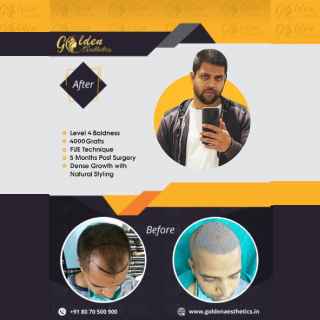 Golden
Aesthetics
After
Level 4 Baldness
4000 Grafts
FUE Technique
5 Months Post Surgery
Dense Growth with
Natural Styling
Before
+91 80 70 500 900
www.goldenaesthetics.in